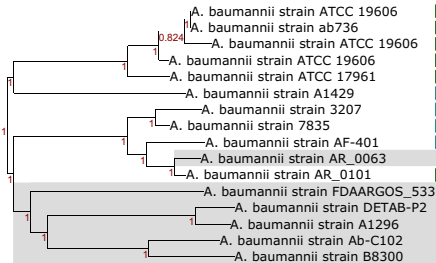 A. baumannii strain ATCC 19606
A. baumannii strain ab736
0.824
1
A. baumannii strain ATCC 19606
A. baumannii strain ATCC 19606
1
A. baumannii strain ATCC 17961
1
A. baumannii strain A1429
A. baumannii strain 3207
1
A. baumannii strain 7835
1
1
A. baumannii strain AF-401
1
A. baumannii strain AR_0063
1
A. baumannii strain AR_0101
1
A. baumannii strain FDAARGOS_533
1
A. baumannii strain DETAB-P2
1
A. baumannii strain A1296
1
A. baumannii strain Ab-C102
1
A. baumannii strain B8300